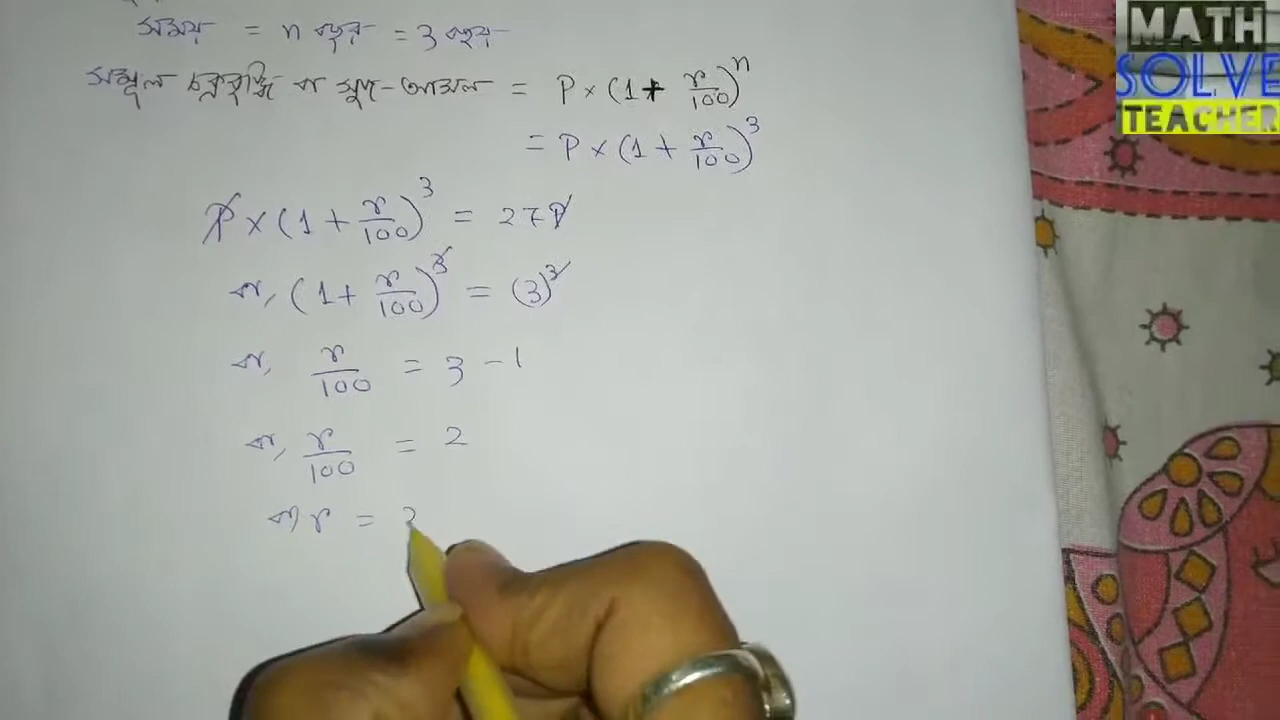 সময় = n বছর = 3 বছর
সমূল চক্রবৃদ্ধি বা সুদ-আসল = P × (1 + r/100)^n
= P × (1 + r/100)^3
P × (1 + r/100)^3 = 27P
বা, (1 + r/100)^3 = (3)^3
বা, r/100 = 3 - 1
বা, r/100 = 2
বা r = 2
MATH
SOLVE
TEACHER